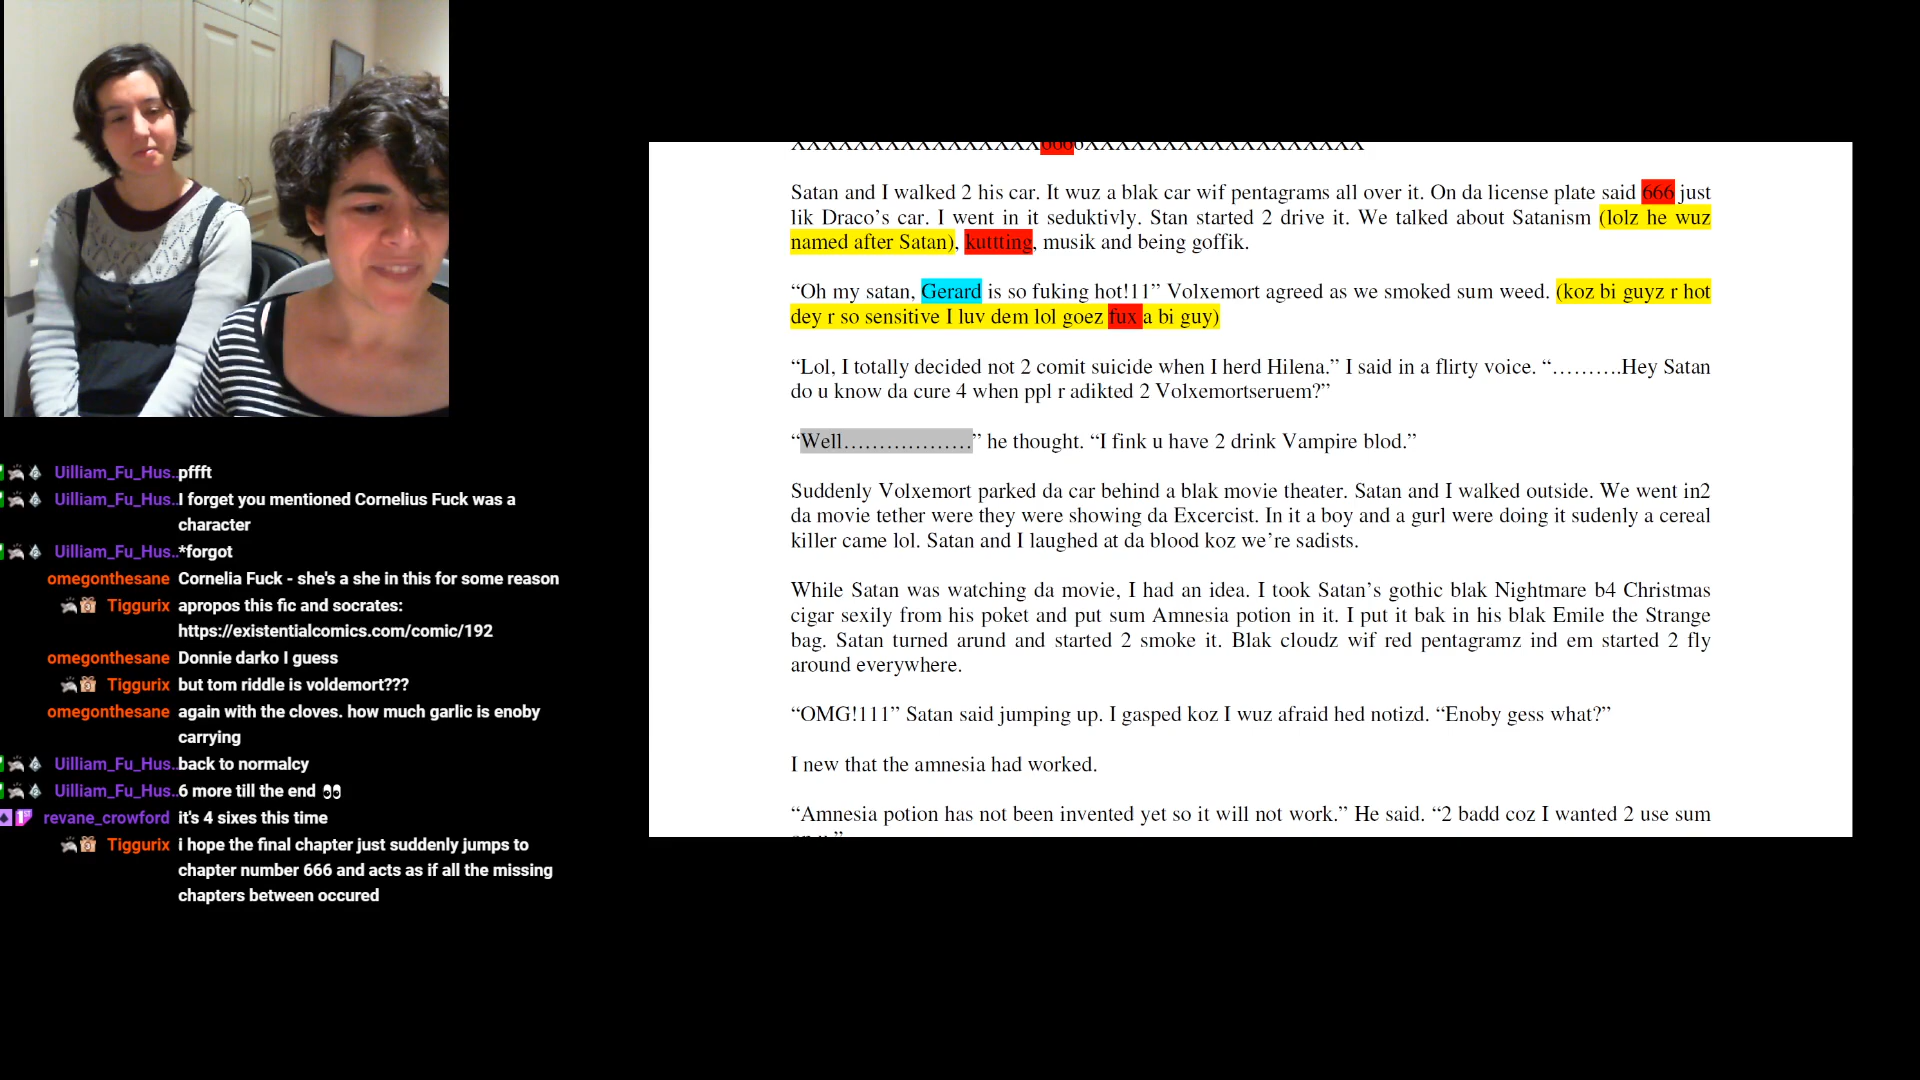 Uilliam_Fu_Hus.. pffft
Uilliam_Fu_Hus.. I forget you mentioned Cornelius Fuck was a
character
Uilliam_Fu_Hus.. *forgot
omegonthesane Cornelia Fuck - she's a she in this for some reason
Tiggurix apropos this fic and socrates:
https://existentialcomics.com/comic/192
omegonthesane Donnie darko I guess
Tiggurix but tom riddle is voldemort???
omegonthesane again with the cloves. how much garlic is enoby
carrying
Uilliam_Fu_Hus.. back to normalcy
Uilliam_Fu_Hus.. 6 more till the end 👀
revane_crowford it's 4 sixes this time
Tiggurix i hope the final chapter just suddenly jumps to
chapter number 666 and acts as if all the missing
chapters between occured
Satan and I walked 2 his car. It wuz a blak car wif pentagrams all over it. On da license plate said 666 just
lik Draco’s car. I went in it seduktivly. Stan started 2 drive it. We talked about Satanism (lolz he wuz
named after Satan), kuttting, musik and being goffik.
“Oh my satan, Gerard is so fuking hot!11” Volxemort agreed as we smoked sum weed. (koz bi guyz r hot
dey r so sensitive I luv dem lol goez fux a bi guy)
“Lol, I totally decided not 2 comit suicide when I herd Hilena.” I said in a flirty voice. “……….Hey Satan
do u know da cure 4 when ppl r adikted 2 Volxemortseruem?”
“Well………………” he thought. “I fink u have 2 drink Vampire blod.”
Suddenly Volxemort parked da car behind a blak movie theater. Satan and I walked outside. We went in2
da movie tether were they were showing da Excercist. In it a boy and a gurl were doing it sudenly a cereal
killer came lol. Satan and I laughed at da blood koz we’re sadists.
While Satan was watching da movie, I had an idea. I took Satan’s gothic blak Nightmare b4 Christmas
cigar sexily from his poket and put sum Amnesia potion in it. I put it bak in his blak Emile the Strange
bag. Satan turned arund and started 2 smoke it. Blak cloudz wif red pentagramz ind em started 2 fly
around everywhere.
“OMG!111” Satan said jumping up. I gasped koz I wuz afraid hed notizd. “Enoby gess what?”
I new that the amnesia had worked.
“Amnesia potion has not been invented yet so it will not work.” He said. “2 badd coz I wanted 2 use sum